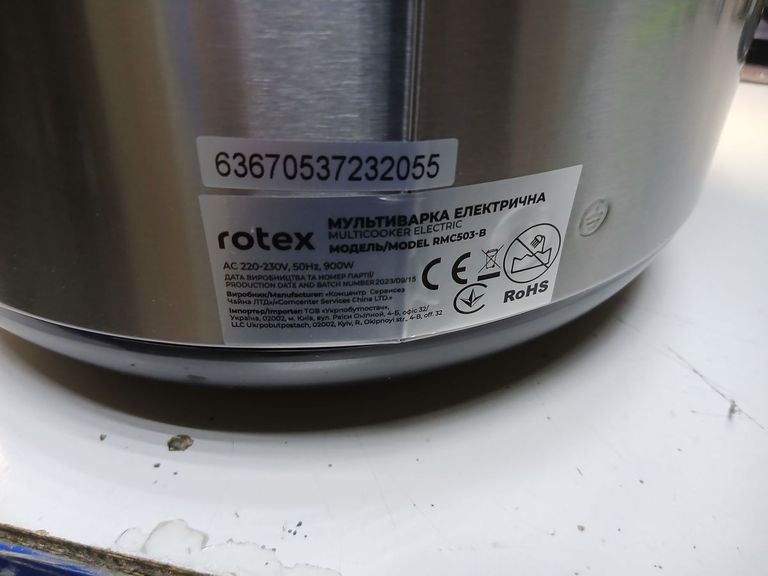 63670537232055
rotex
МУЛЬТИВАРКА ЕЛЕКТРИЧНА
MULTICOOKER ELECTRIC
МОДЕЛЬ/MODEL RMC503-B
AC 220-230V, 50Hz, 900W
ДАТА ВИРОБНИЦТВА ТА НОМЕР ПАРТІЇ/
PRODUCTION DATE AND BATCH NUMBER 2023/09/15
Виробник/Manufacturer: «Концентр Сервисез
Чайна ЛТД»/«Comcenter Services China LTD.»
Імпортер/Importer: ТОВ «Укрпобутпостач»,
Україна, 02002, м. Київ, вул. Раїси Окіпной, 4-Б, офіс 32/
LLC Ukrpobutpostach, 02002, Kyiv, R. Okipnoyi str., 4-B, off. 32
CE
RoHS